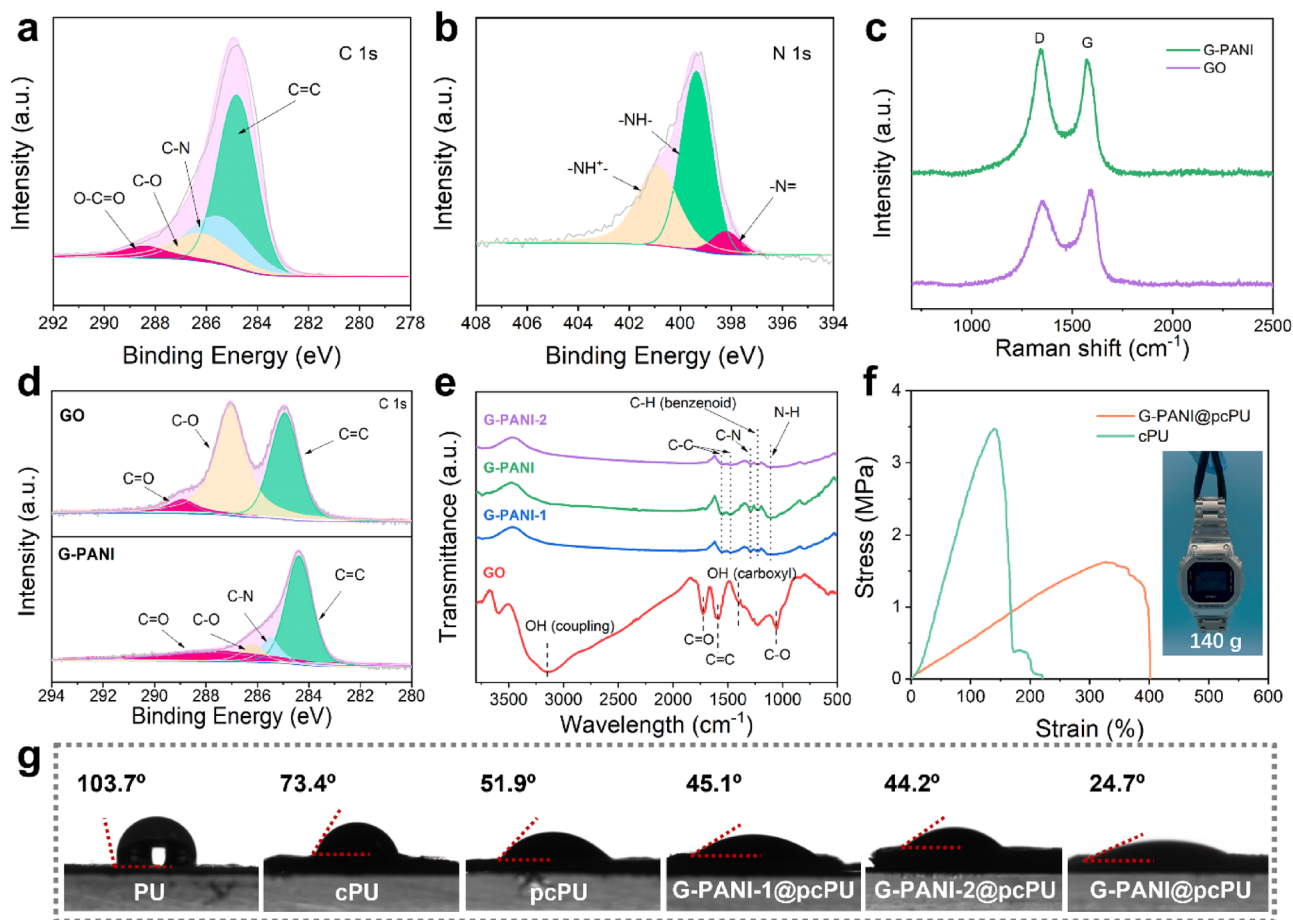 a
C 1s
C=C
C-N
C-O
O-C=O
Intensity (a.u.)
292 290 288 286 284 282 280 278
Binding Energy (eV)
b
N 1s
-NH-
-NH⁺-
-N=
Intensity (a.u.)
408 406 404 402 400 398 396 394
Binding Energy (eV)
c
D
G
G-PANI
GO
Intensity (a.u.)
1000 1500 2000 2500
Raman shift (cm⁻¹)
d
GO
C 1s
C-O
C=C
C=O
G-PANI
C=C
C-N
C-O
C=O
Intensity (a.u.)
294 292 290 288 286 284 282 280
Binding Energy (eV)
e
C-H (benzenoid)
N-H
C-N
C-C
G-PANI-2
G-PANI
G-PANI-1
GO
OH (carboxyl)
OH (coupling)
C=O
C=C
C-O
Transmittance (a.u.)
3500 3000 2500 2000 1500 1000 500
Wavelength (cm⁻¹)
f
G-PANI@pcPU
cPU
140 g
Stress (MPa)
4
3
2
1
0
0 100 200 300 400 500 600
Strain (%)
g
103.7º
73.4º
51.9º
45.1º
44.2º
24.7º
PU
cPU
pcPU
G-PANI-1@pcPU
G-PANI-2@pcPU
G-PANI@pcPU